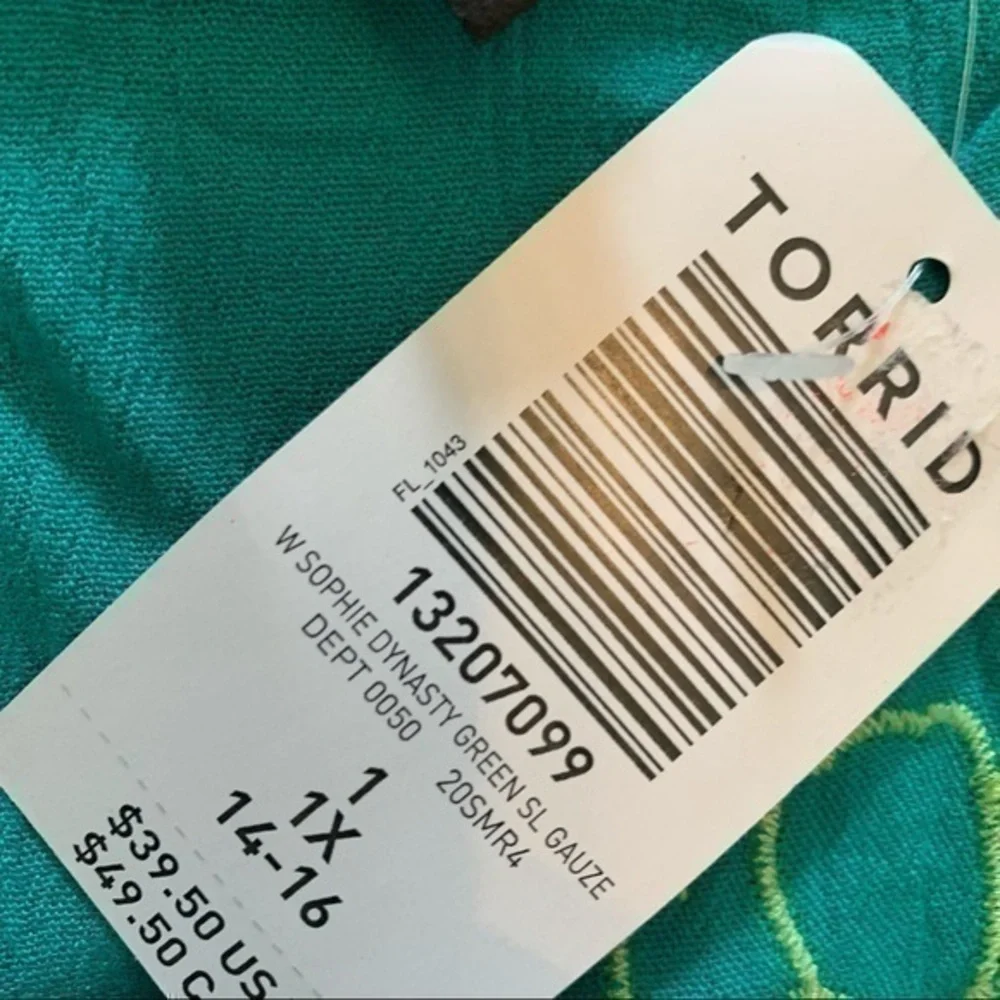 TORRID
FL_1043
13207099
W SOPHIE DYNASTY GREEN SL GAUZE
DEPT 0050 20SMR4
1
1X
14-16
$39.50 US
$49.50 C